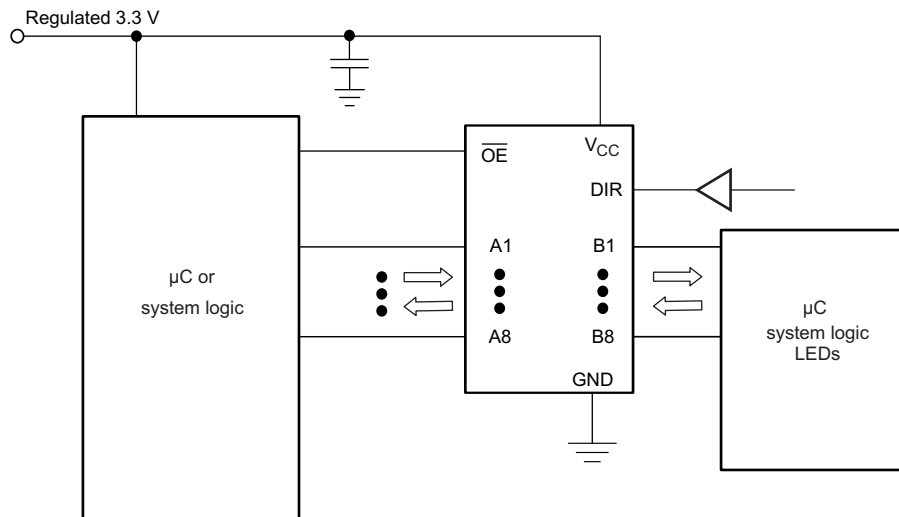 Regulated 3.3 V
OE
VCC
DIR
A1
B1
µC or
system logic
µC
system logic
LEDs
A8
B8
GND